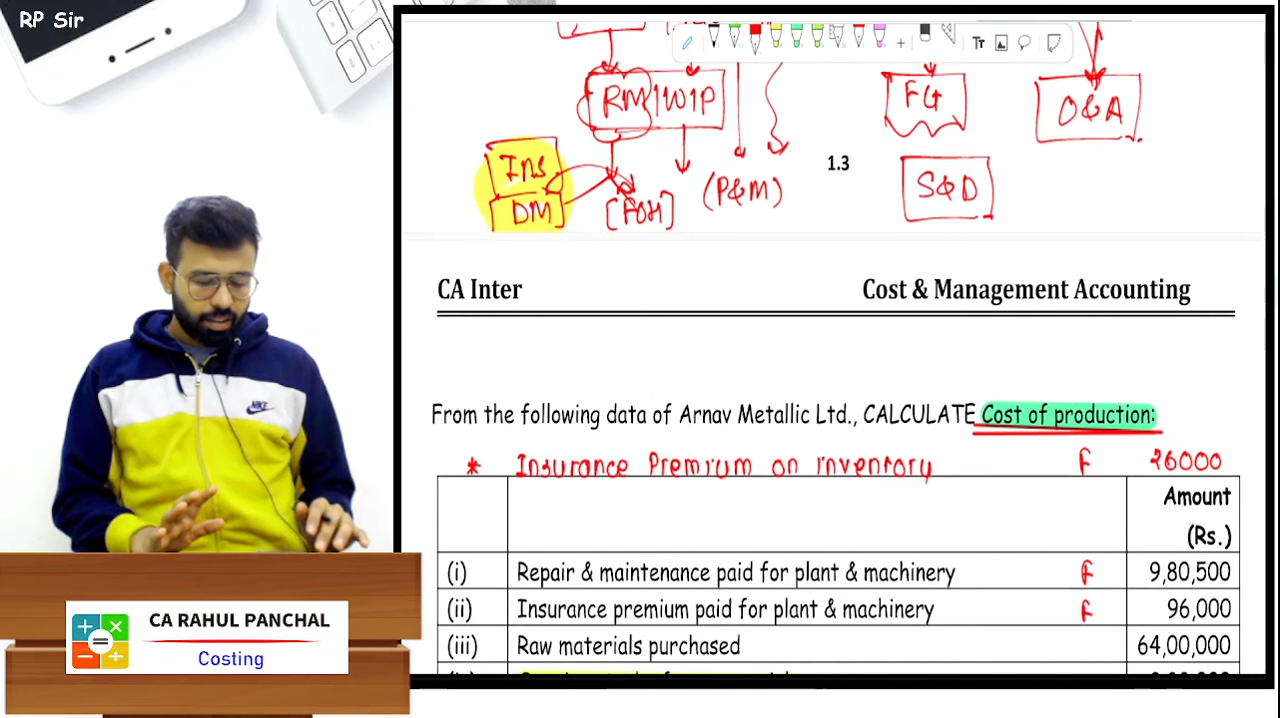 RP Sir
RM WIP
FG
O&A
Ins
DM
[FOH]
(P&M)
1.3
S&D
CA Inter
Cost & Management Accounting
From the following data of Arnav Metallic Ltd., CALCULATE Cost of production:
* Insurance Premium on inventory F 26000
Amount
(Rs.)
(i) Repair & maintenance paid for plant & machinery F 9,80,500
(ii) Insurance premium paid for plant & machinery F 96,000
(iii) Raw materials purchased 64,00,000
CA RAHUL PANCHAL
Costing
NIKE
Tт